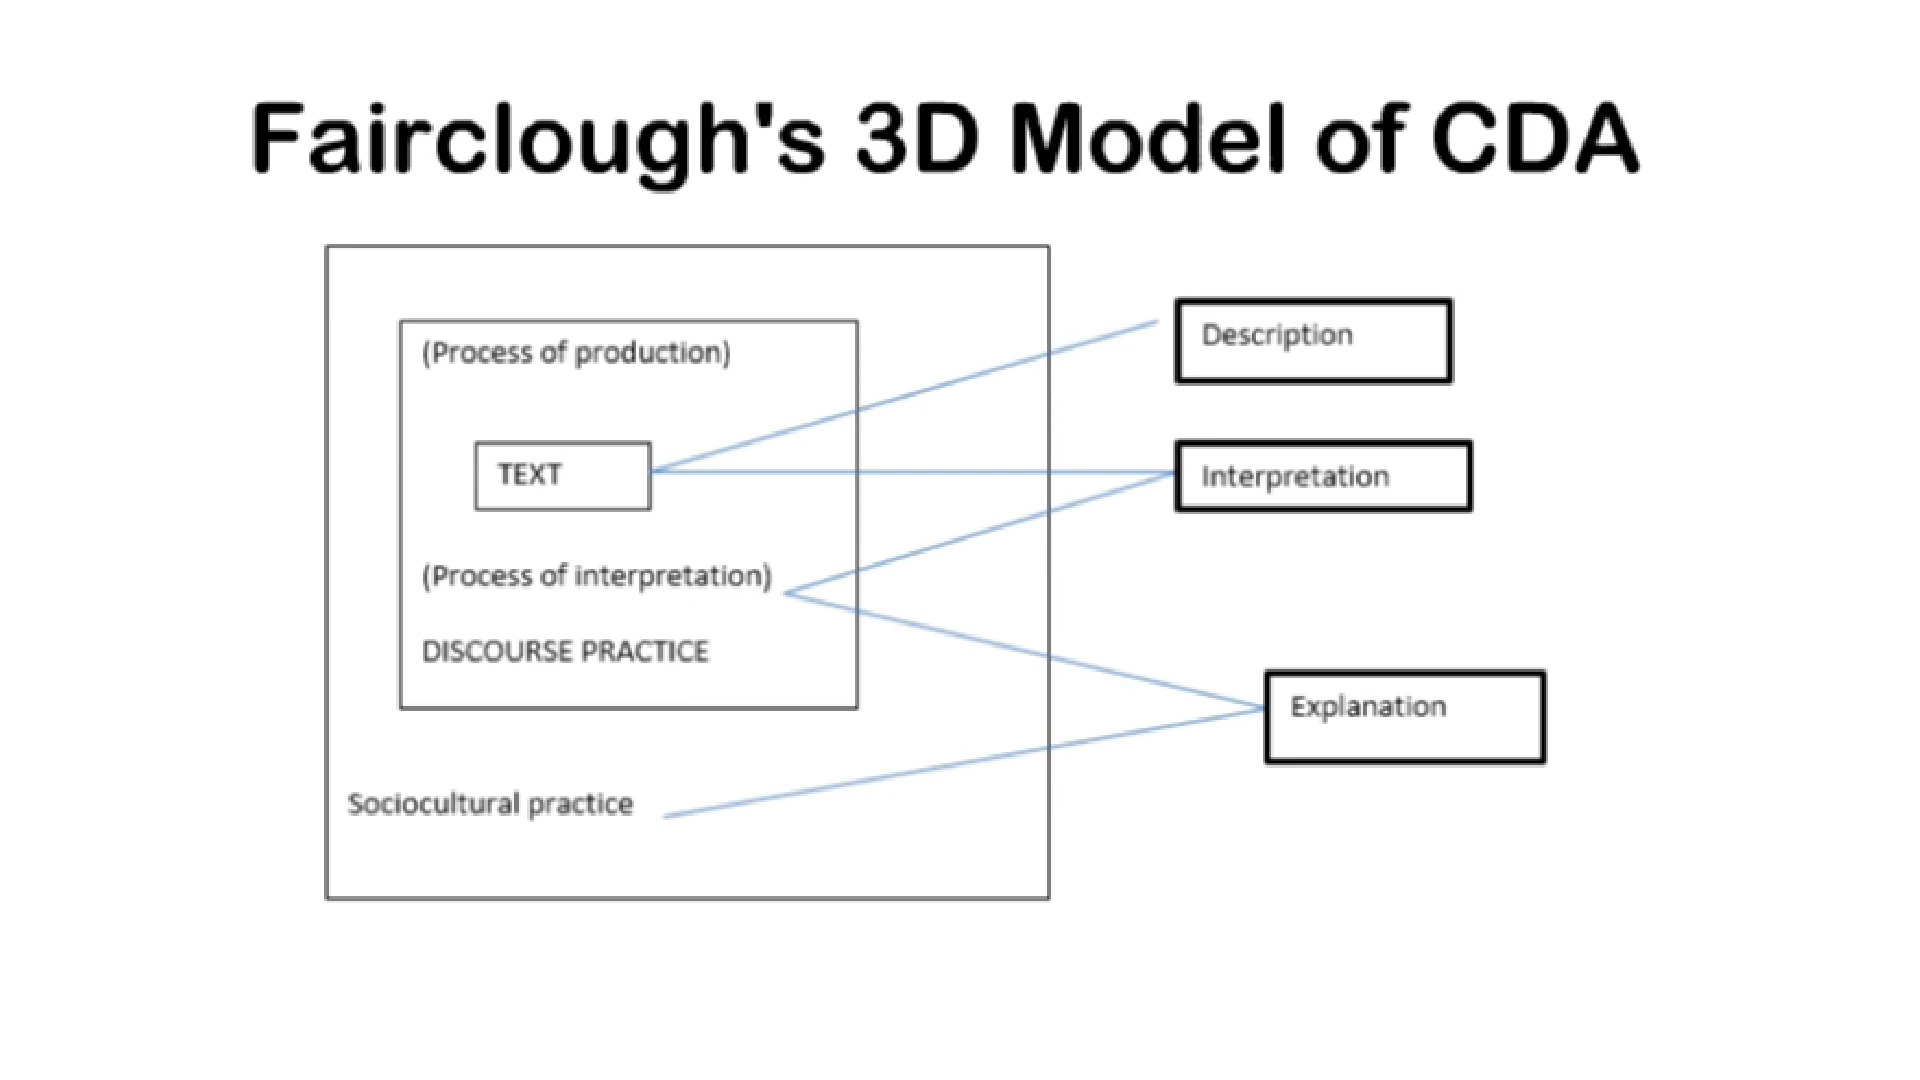 Fairclough's 3D Model of CDA
(Process of production)
TEXT
(Process of interpretation)
DISCOURSE PRACTICE
Sociocultural practice
Description
Interpretation
Explanation